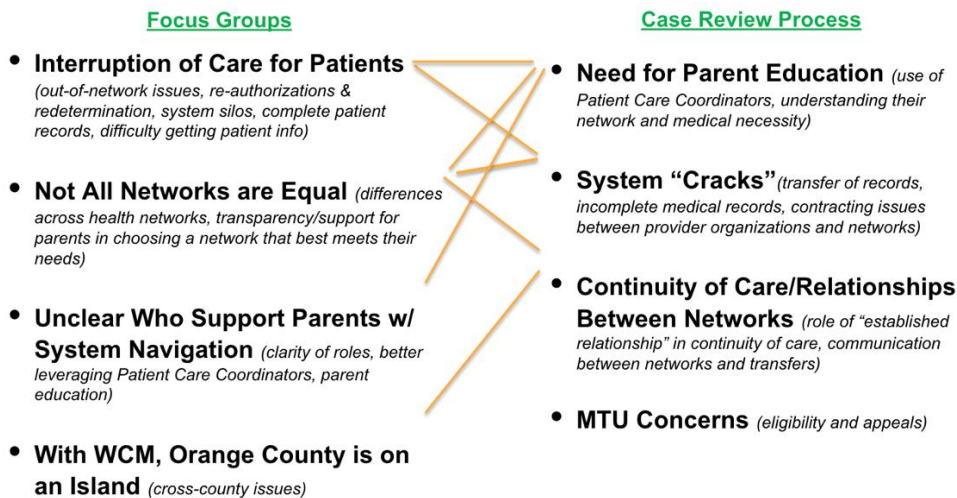 Focus Groups
• Interruption of Care for Patients
(out-of-network issues, re-authorizations &
redetermination, system silos, complete patient
records, difficulty getting patient info)
• Not All Networks are Equal (differences
across health networks, transparency/support for
parents in choosing a network that best meets their
needs)
• Unclear Who Support Parents w/
System Navigation (clarity of roles, better
leveraging Patient Care Coordinators, parent
education)
• With WCM, Orange County is on
an Island (cross-county issues)
Case Review Process
• Need for Parent Education (use of
Patient Care Coordinators, understanding their
network and medical necessity)
• System “Cracks”(transfer of records,
incomplete medical records, contracting issues
between provider organizations and networks)
• Continuity of Care/Relationships
Between Networks (role of “established
relationship” in continuity of care, communication
between networks and transfers)
• MTU Concerns (eligibility and appeals)